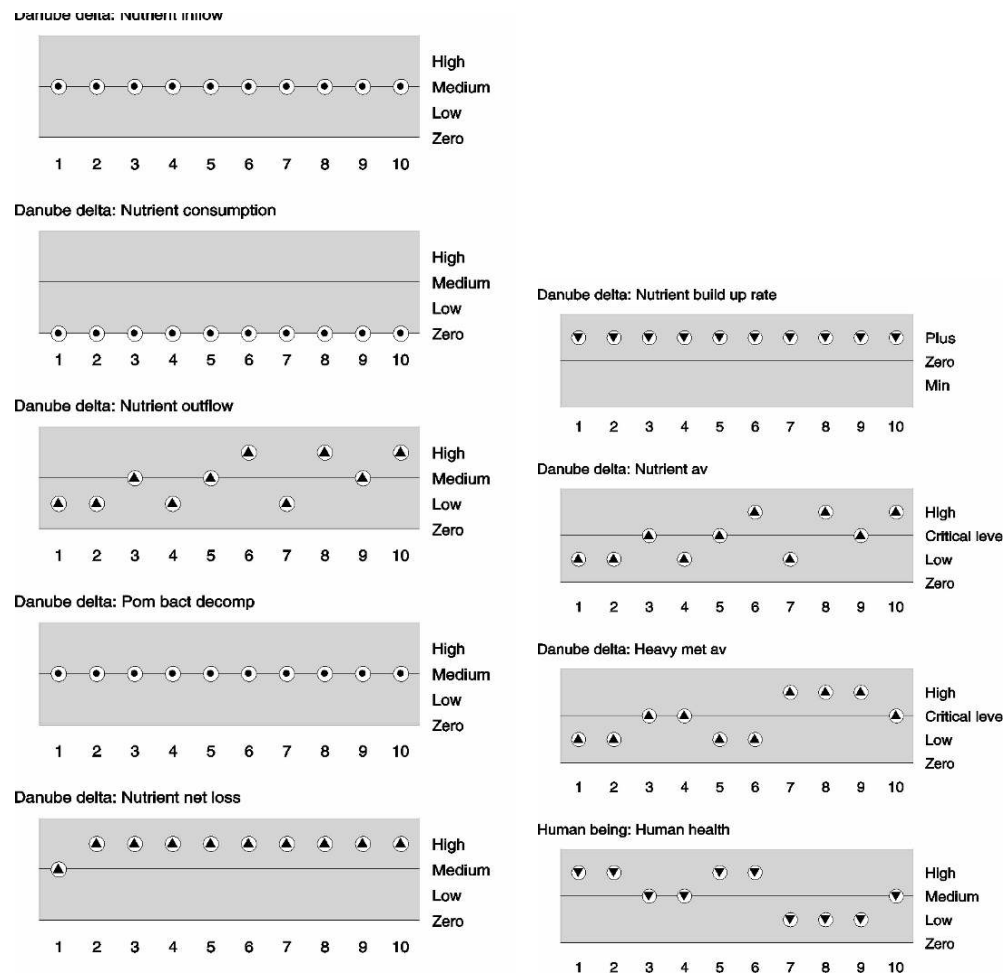 Danube delta: Nutrient inflow
High
Medium
Low
Zero
1 2 3 4 5 6 7 8 9 10
Danube delta: Nutrient consumption
High
Medium
Low
Zero
1 2 3 4 5 6 7 8 9 10
Danube delta: Nutrient outflow
High
Medium
Low
Zero
1 2 3 4 5 6 7 8 9 10
Danube delta: Pom bact decomp
High
Medium
Low
Zero
1 2 3 4 5 6 7 8 9 10
Danube delta: Nutrient net loss
High
Medium
Low
Zero
1 2 3 4 5 6 7 8 9 10
Danube delta: Nutrient build up rate
Plus
Zero
Min
1 2 3 4 5 6 7 8 9 10
Danube delta: Nutrient av
High
Critical leve
Low
Zero
1 2 3 4 5 6 7 8 9 10
Danube delta: Heavy met av
High
Critical leve
Low
Zero
1 2 3 4 5 6 7 8 9 10
Human being: Human health
High
Medium
Low
Zero
1 2 3 4 5 6 7 8 9 10